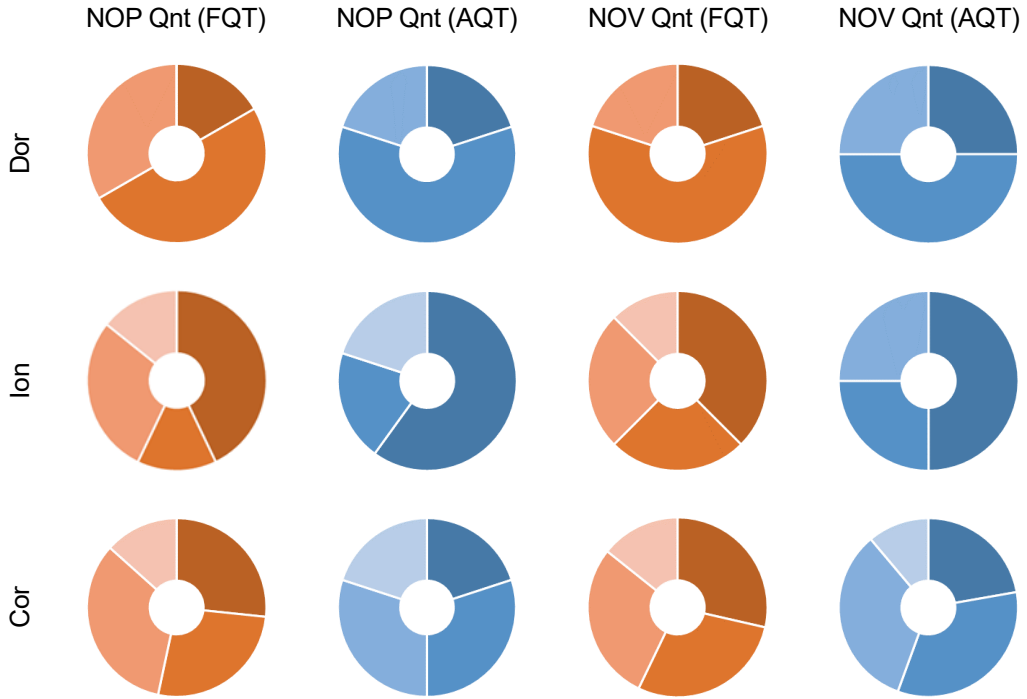 NOP Qnt (FQT) NOP Qnt (AQT) NOV Qnt (FQT) NOV Qnt (AQT)
Dor
Ion
Cor